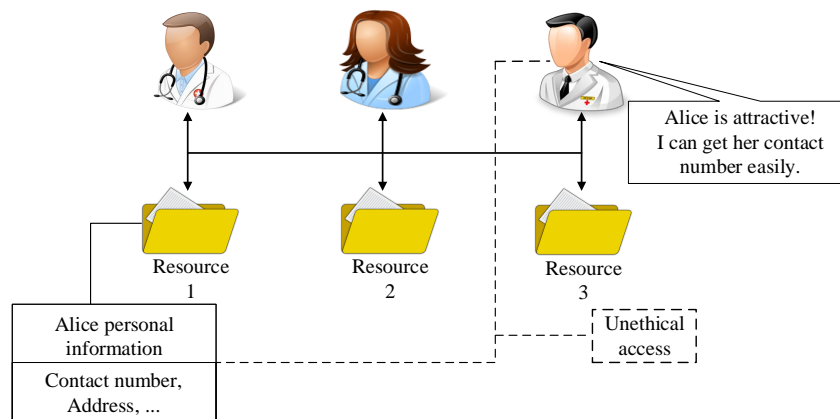 Alice is attractive!
I can get her contact
number easily.
Resource
1
Resource
2
Resource
3
Alice personal
information
Contact number,
Address, ...
Unethical
access